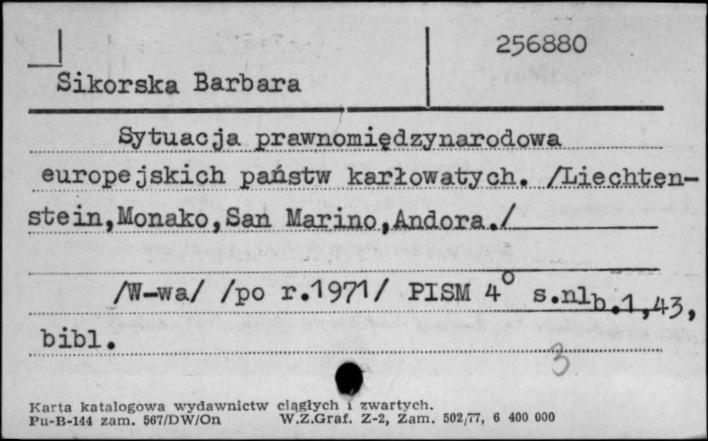 256880
Sikorska Barbara
Sytuacja prawnomiędzynarodowa
europejskich państw karłowatych. /Liechten-
stein,Monako,San Marino,Andora./
/W-wa/ /po r.1971/ PISM 4° s.nlb.1,43,
bibl.
3
Karta katalogowa wydawnictw ciągłych i zwartych.
Pu-B-144 zam. 567/DW/On W.Z.Graf. Z-2, Zam. 502/77, 6 400 000